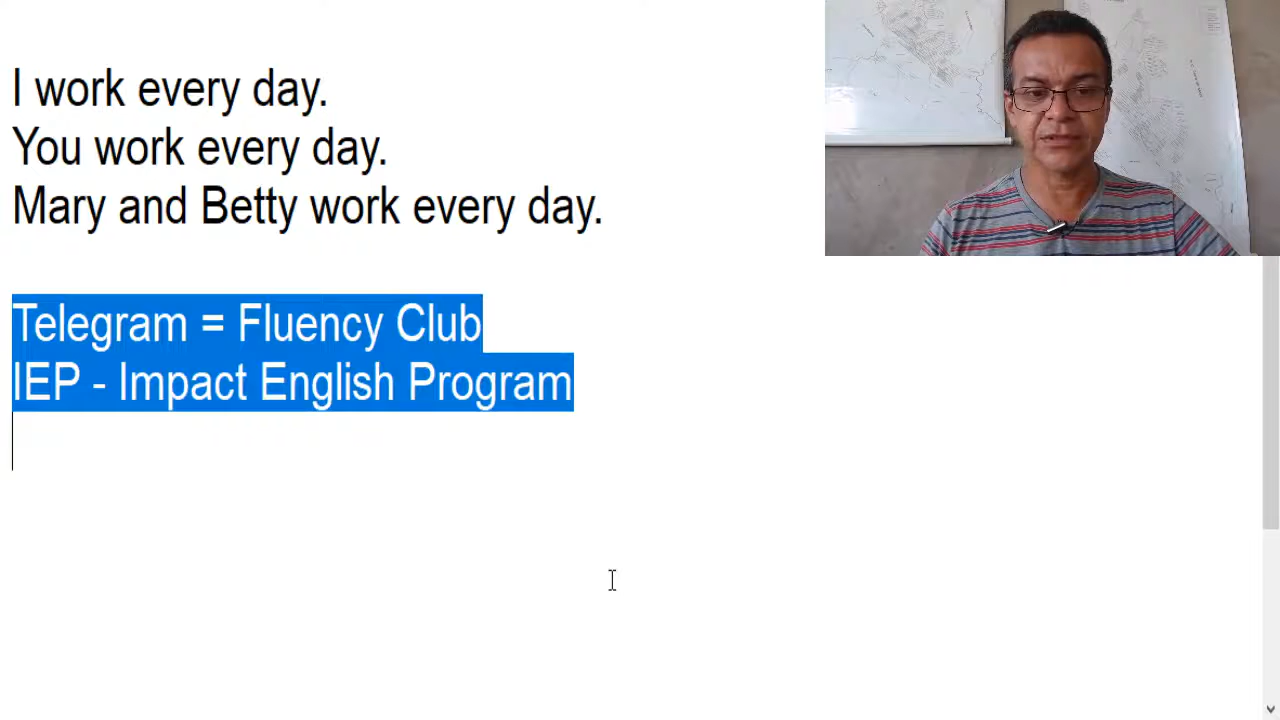 I work every day.
You work every day.
Mary and Betty work every day.
Telegram = Fluency Club
IEP - Impact English Program